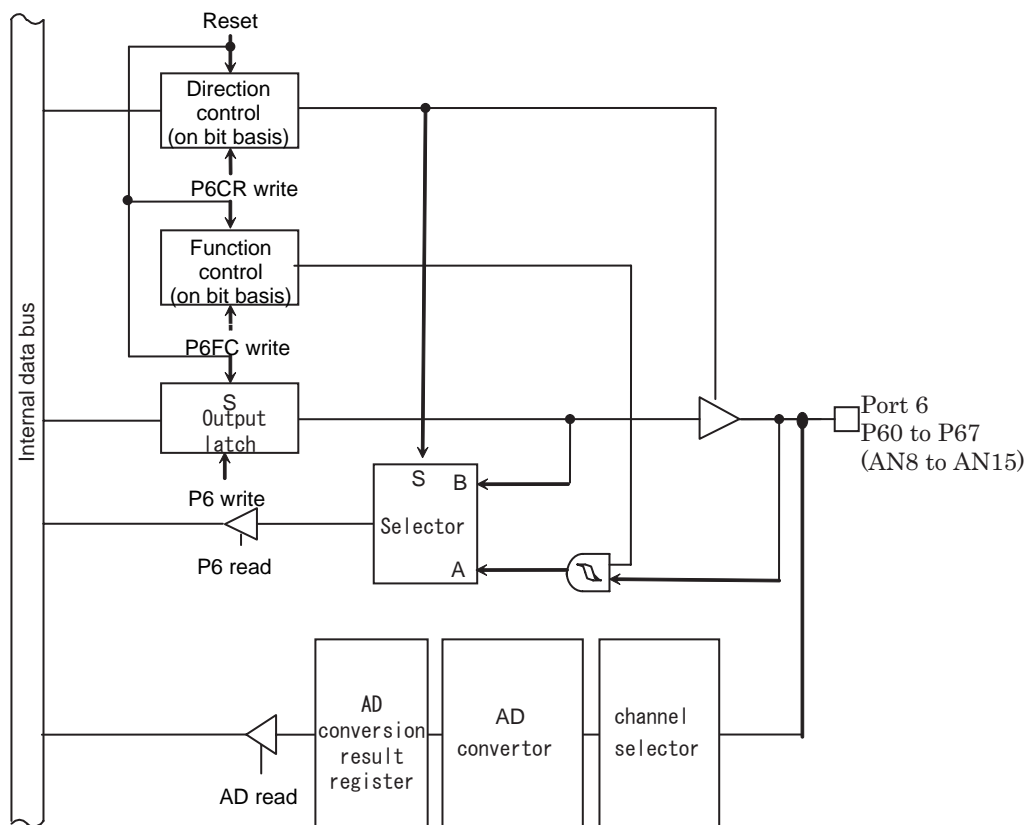 Reset
Direction
control
(on bit basis)
P6CR write
Function
control
(on bit basis)
P6FC write
S
Output
latch
P6 write
Internal data bus
Port 6
P60 to P67
(AN8 to AN15)
S
B
Selector
A
P6 read
AD
conversion
result
register
AD
convertor
channel
selector
AD read